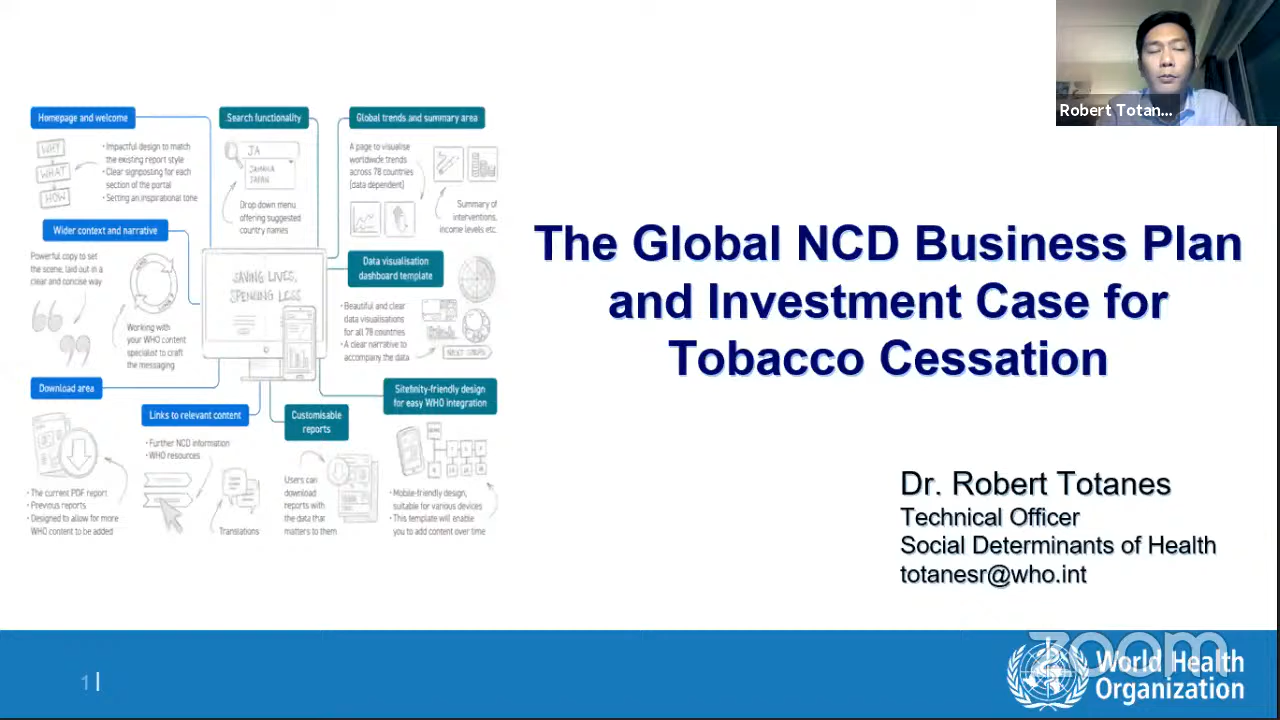 Robert Totan...
Homepage and welcome
WHY
WHAT
HOW
• Impactful design to match
the existing report style
• Clear signposting for each
section of the portal
• Setting an inspirational tone
Search functionality
JA
JAMAICA
JAPAN
Drop down menu
offering suggested
country names
Global trends and summary area
A page to visualise
worldwide trends
across 78 countries
(data dependent)
Summary of
interventions,
income levels etc.
Wider context and narrative
Powerful copy to set
the scene, laid out in a
clear and concise way
Working with
your WHO content
specialist to craft
the messaging
SAVING LIVES,
SPENDING LESS
Data visualisation
dashboard template
• Beautiful and clear
data visualisations
for all 78 countries
• A clear narrative to
accompany the data
Download area
• The current PDF report
• Previous reports
• Designed to allow for more
WHO content to be added
Links to relevant content
• Further NCD information
• WHO resources
Translations
Customisable
reports
Users can
download
reports with
the data that
matters to them
Sitefinity-friendly design
for easy WHO integration
• Mobile-friendly design,
suitable for various devices
• This template will enable
you to add content over time
The Global NCD Business Plan
and Investment Case for
Tobacco Cessation
Dr. Robert Totanes
Technical Officer
Social Determinants of Health
totanesr@who.int
1 |
zoom
World Health
Organization